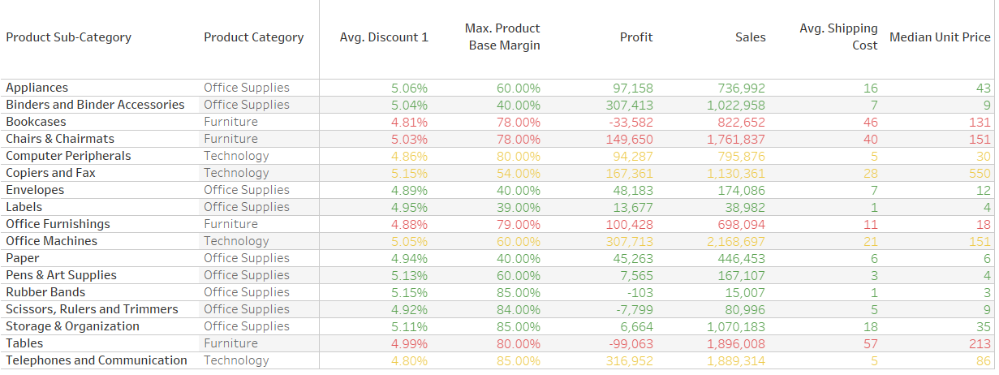 Product Sub-Category Product Category Avg. Discount 1 Max. Product Base Margin Profit Sales Avg. Shipping Cost Median Unit Price
Appliances Office Supplies 5.06% 60.00% 97,158 736,992 16 43
Binders and Binder Accessories Office Supplies 5.04% 40.00% 307,413 1,022,958 7 9
Bookcases Furniture 4.81% 78.00% -33,582 822,652 46 131
Chairs & Chairmats Furniture 5.03% 78.00% 149,650 1,761,837 40 151
Computer Peripherals Technology 4.86% 80.00% 94,287 795,876 5 30
Copiers and Fax Technology 5.15% 54.00% 167,361 1,130,361 28 550
Envelopes Office Supplies 4.89% 40.00% 48,183 174,086 7 12
Labels Office Supplies 4.95% 39.00% 13,677 38,982 1 4
Office Furnishings Furniture 4.88% 79.00% 100,428 698,094 11 18
Office Machines Technology 5.05% 60.00% 307,713 2,168,697 21 151
Paper Office Supplies 4.94% 40.00% 45,263 446,453 6 6
Pens & Art Supplies Office Supplies 5.13% 60.00% 7,565 167,107 3 4
Rubber Bands Office Supplies 5.15% 85.00% -103 15,007 1 3
Scissors, Rulers and Trimmers Office Supplies 4.92% 84.00% -7,799 80,996 5 9
Storage & Organization Office Supplies 5.11% 85.00% 6,664 1,070,183 18 35
Tables Furniture 4.99% 80.00% -99,063 1,896,008 57 213
Telephones and Communication Technology 4.80% 85.00% 316,952 1,889,314 5 86